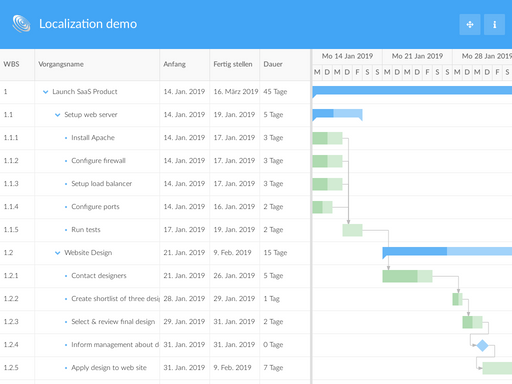 Localization demo
Mo 14 Jan 2019 Mo 21 Jan 2019 Mo 28 Jan 2019
WBS Vorgangsname Anfang Fertig stellen Dauer
M D M D F S S M D M D F S S M D M D F S
1 Launch SaaS Product 14. Jan. 2019 16. März 2019 45 Tage
1.1 Setup web server 14. Jan. 2019 19. Jan. 2019 5 Tage
1.1.1 Install Apache 14. Jan. 2019 17. Jan. 2019 3 Tage
1.1.2 Configure firewall 14. Jan. 2019 17. Jan. 2019 3 Tage
1.1.3 Setup load balancer 14. Jan. 2019 17. Jan. 2019 3 Tage
1.1.4 Configure ports 14. Jan. 2019 16. Jan. 2019 2 Tage
1.1.5 Run tests 17. Jan. 2019 19. Jan. 2019 2 Tage
1.2 Website Design 21. Jan. 2019 9. Feb. 2019 15 Tage
1.2.1 Contact designers 21. Jan. 2019 26. Jan. 2019 5 Tage
1.2.2 Create shortlist of three desig 28. Jan. 2019 29. Jan. 2019 1 Tag
1.2.3 Select & review final design 29. Jan. 2019 31. Jan. 2019 2 Tage
1.2.4 Inform management about d 31. Jan. 2019 31. Jan. 2019 0 Tage
1.2.5 Apply design to web site 31. Jan. 2019 9. Feb. 2019 7 Tage